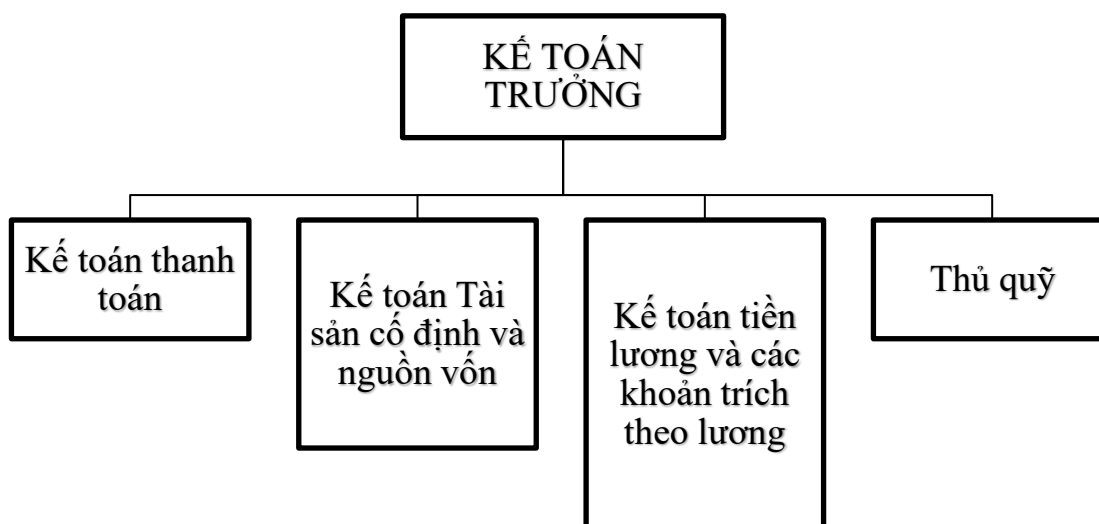 KẾ TOÁN
TRƯỞNG
Kế toán thanh
toán
Kế toán Tài
sản cố định và
nguồn vốn
Kế toán tiền
lương và các
khoản trích
theo lương
Thủ quỹ